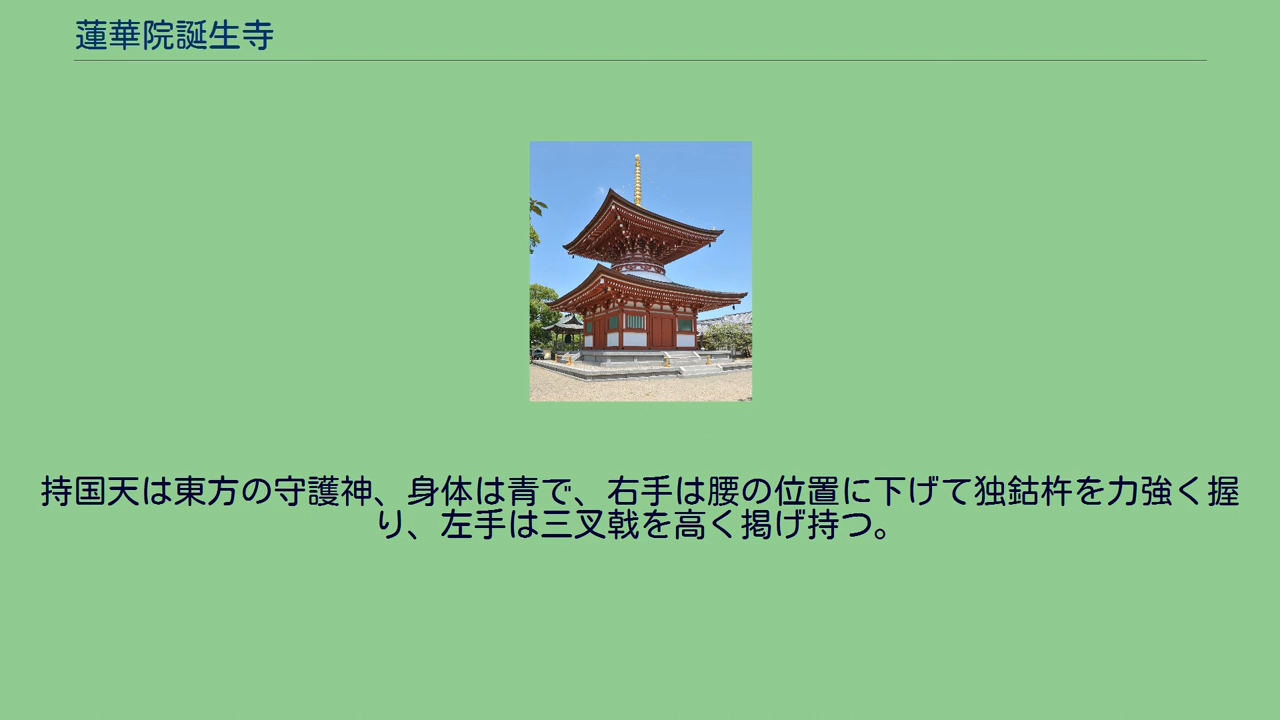 蓮華院誕生寺
持国天は東方の守護神、身体は青で、右手は腰の位置に下げて独鈷杵を力強く握
り、左手は三叉戟を高く掲げ持つ。